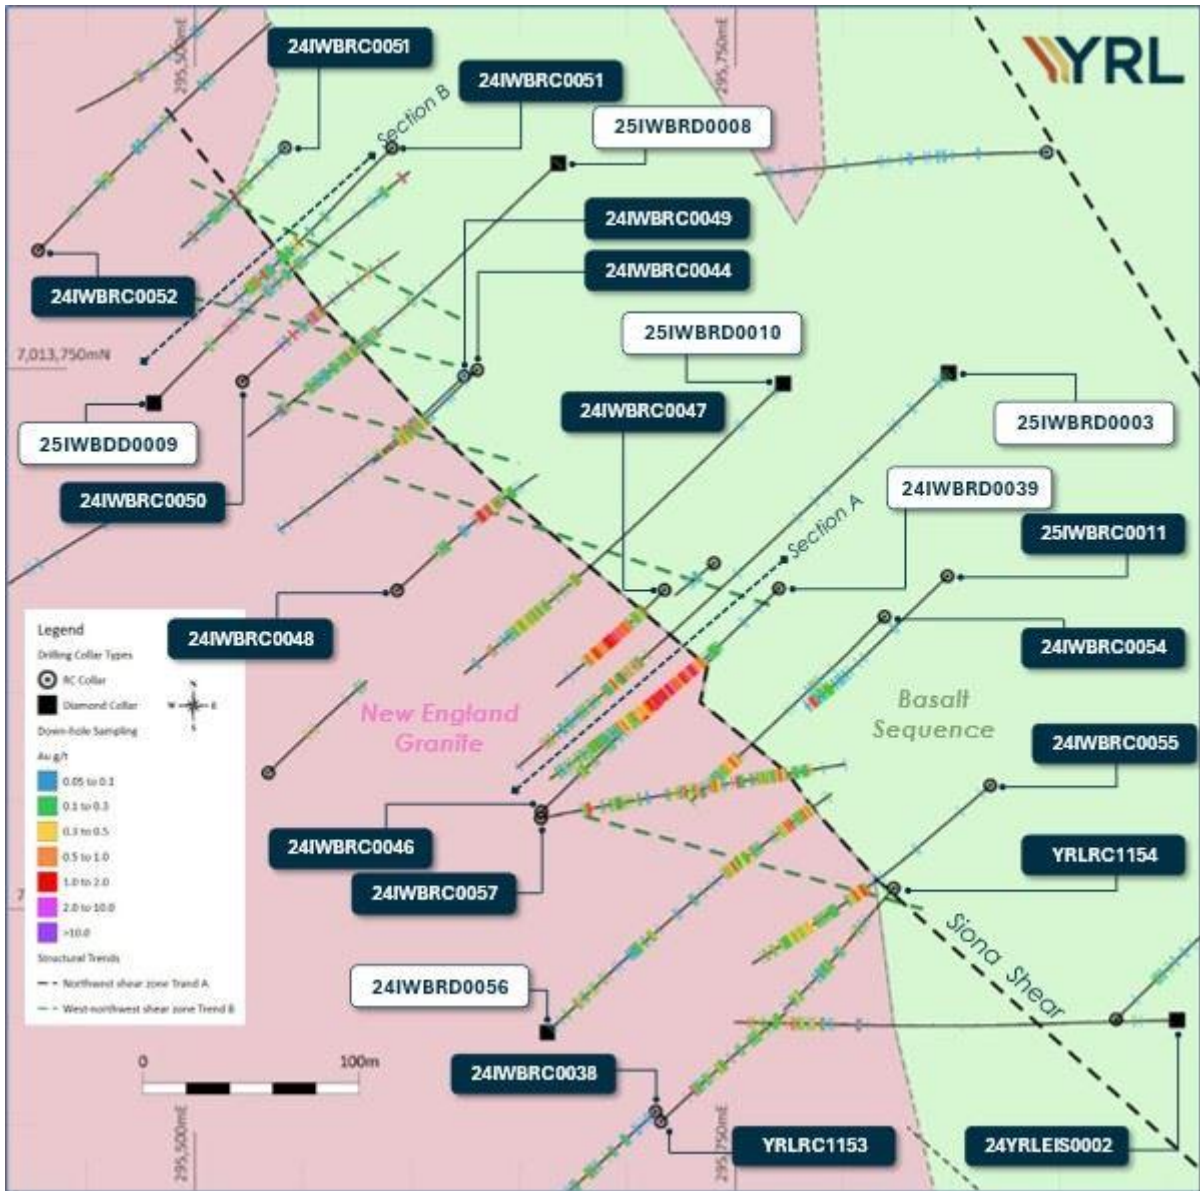 295,500mE
295,750mE
YRL
24IWBRC0051
24IWBRC0051
Section B
25IWBRD0008
24IWBRC0049
24IWBRC0044
24IWBRC0052
25IWBRD0010
7,013,750mN
24IWBRC0047
25IWBRD0003
25IWBDD0009
24IWBRD0039
24IWBRC0050
Section A
25IWBRC0011
24IWBRC0048
24IWBRC0054
Legend
Drilling Collar Types
RC Collar
Diamond Collar
N
W
E
S
Down-hole Sampling
Au g/t
0.05 to 0.1
0.1 to 0.3
0.3 to 0.5
0.5 to 1.0
1.0 to 2.0
2.0 to 10.0
>10.0
Structural Trends
Northwest shear zone Trend A
West-northwest shear zone Trend B
New England
Granite
Basalt
Sequence
24IWBRC0055
24IWBRC0046
YRLRC1154
24IWBRC0057
7
Siona Shear
24IWBRD0056
0
100m
24IWBRC0038
295,500mE
295,750mE
YRLRC1153
24YRLEIS0002